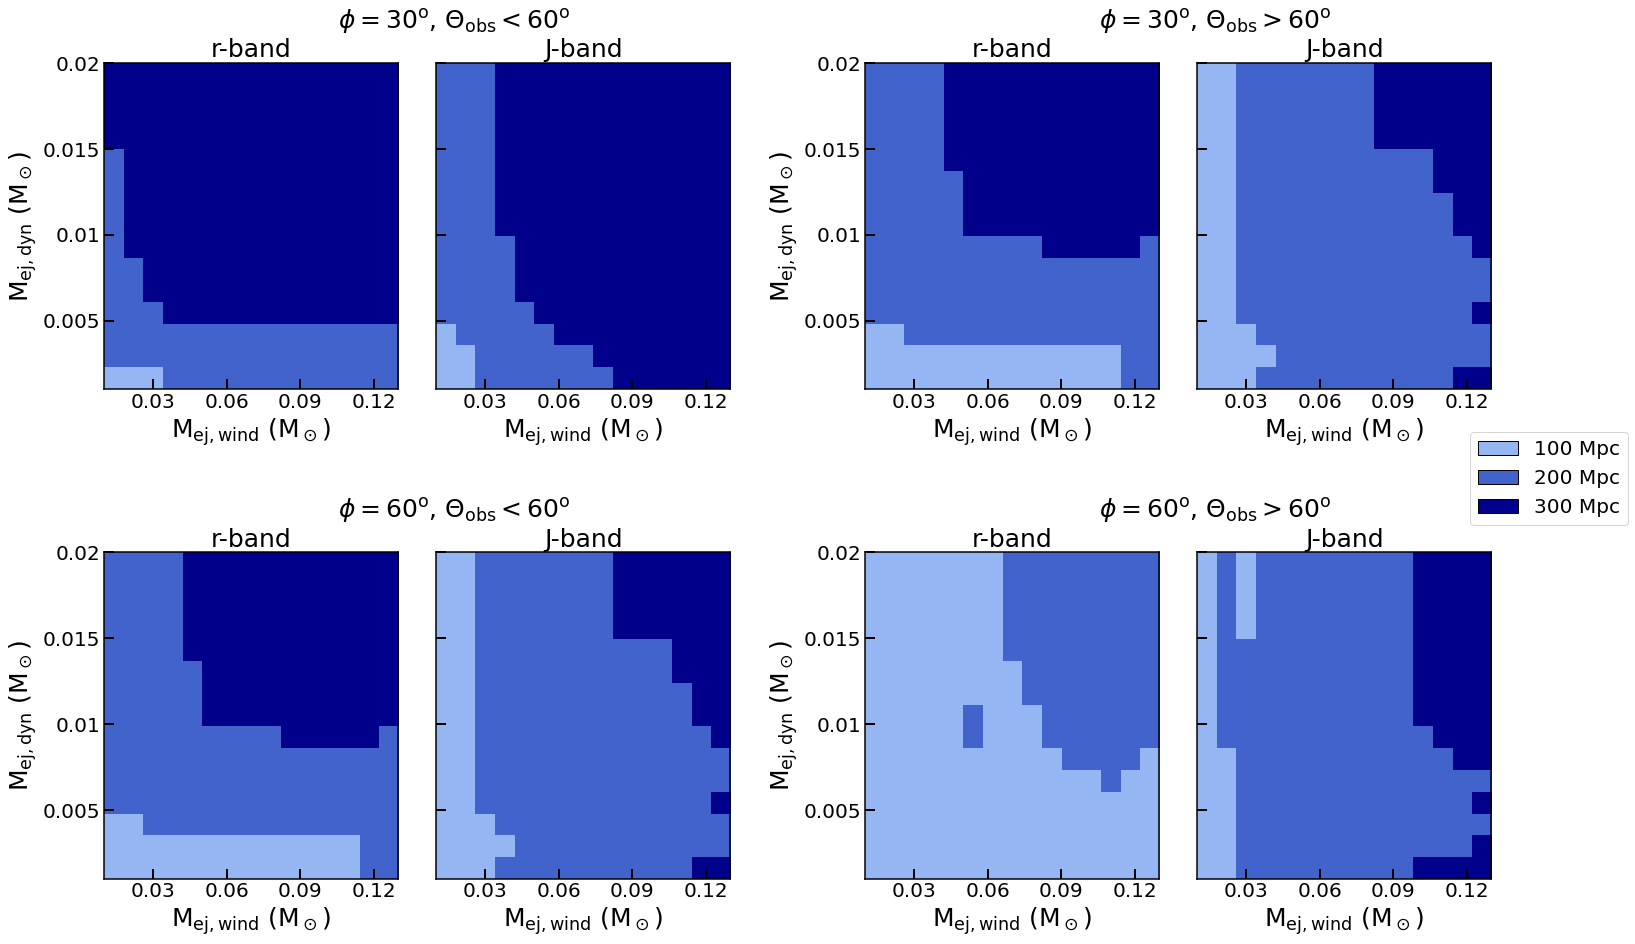 ϕ = 30°, Θobs < 60°
r-band J-band
0.02
0.015
0.01
0.005
Mej, dyn (M⊙)
0.03 0.06 0.09 0.12 0.03 0.06 0.09 0.12
Mej, wind (M⊙) Mej, wind (M⊙)
ϕ = 30°, Θobs > 60°
r-band J-band
0.02
0.015
0.01
0.005
Mej, dyn (M⊙)
0.03 0.06 0.09 0.12 0.03 0.06 0.09 0.12
Mej, wind (M⊙) Mej, wind (M⊙)
100 Mpc
200 Mpc
300 Mpc
ϕ = 60°, Θobs < 60°
r-band J-band
0.02
0.015
0.01
0.005
Mej, dyn (M⊙)
0.03 0.06 0.09 0.12 0.03 0.06 0.09 0.12
Mej, wind (M⊙) Mej, wind (M⊙)
ϕ = 60°, Θobs > 60°
r-band J-band
0.02
0.015
0.01
0.005
Mej, dyn (M⊙)
0.03 0.06 0.09 0.12 0.03 0.06 0.09 0.12
Mej, wind (M⊙) Mej, wind (M⊙)